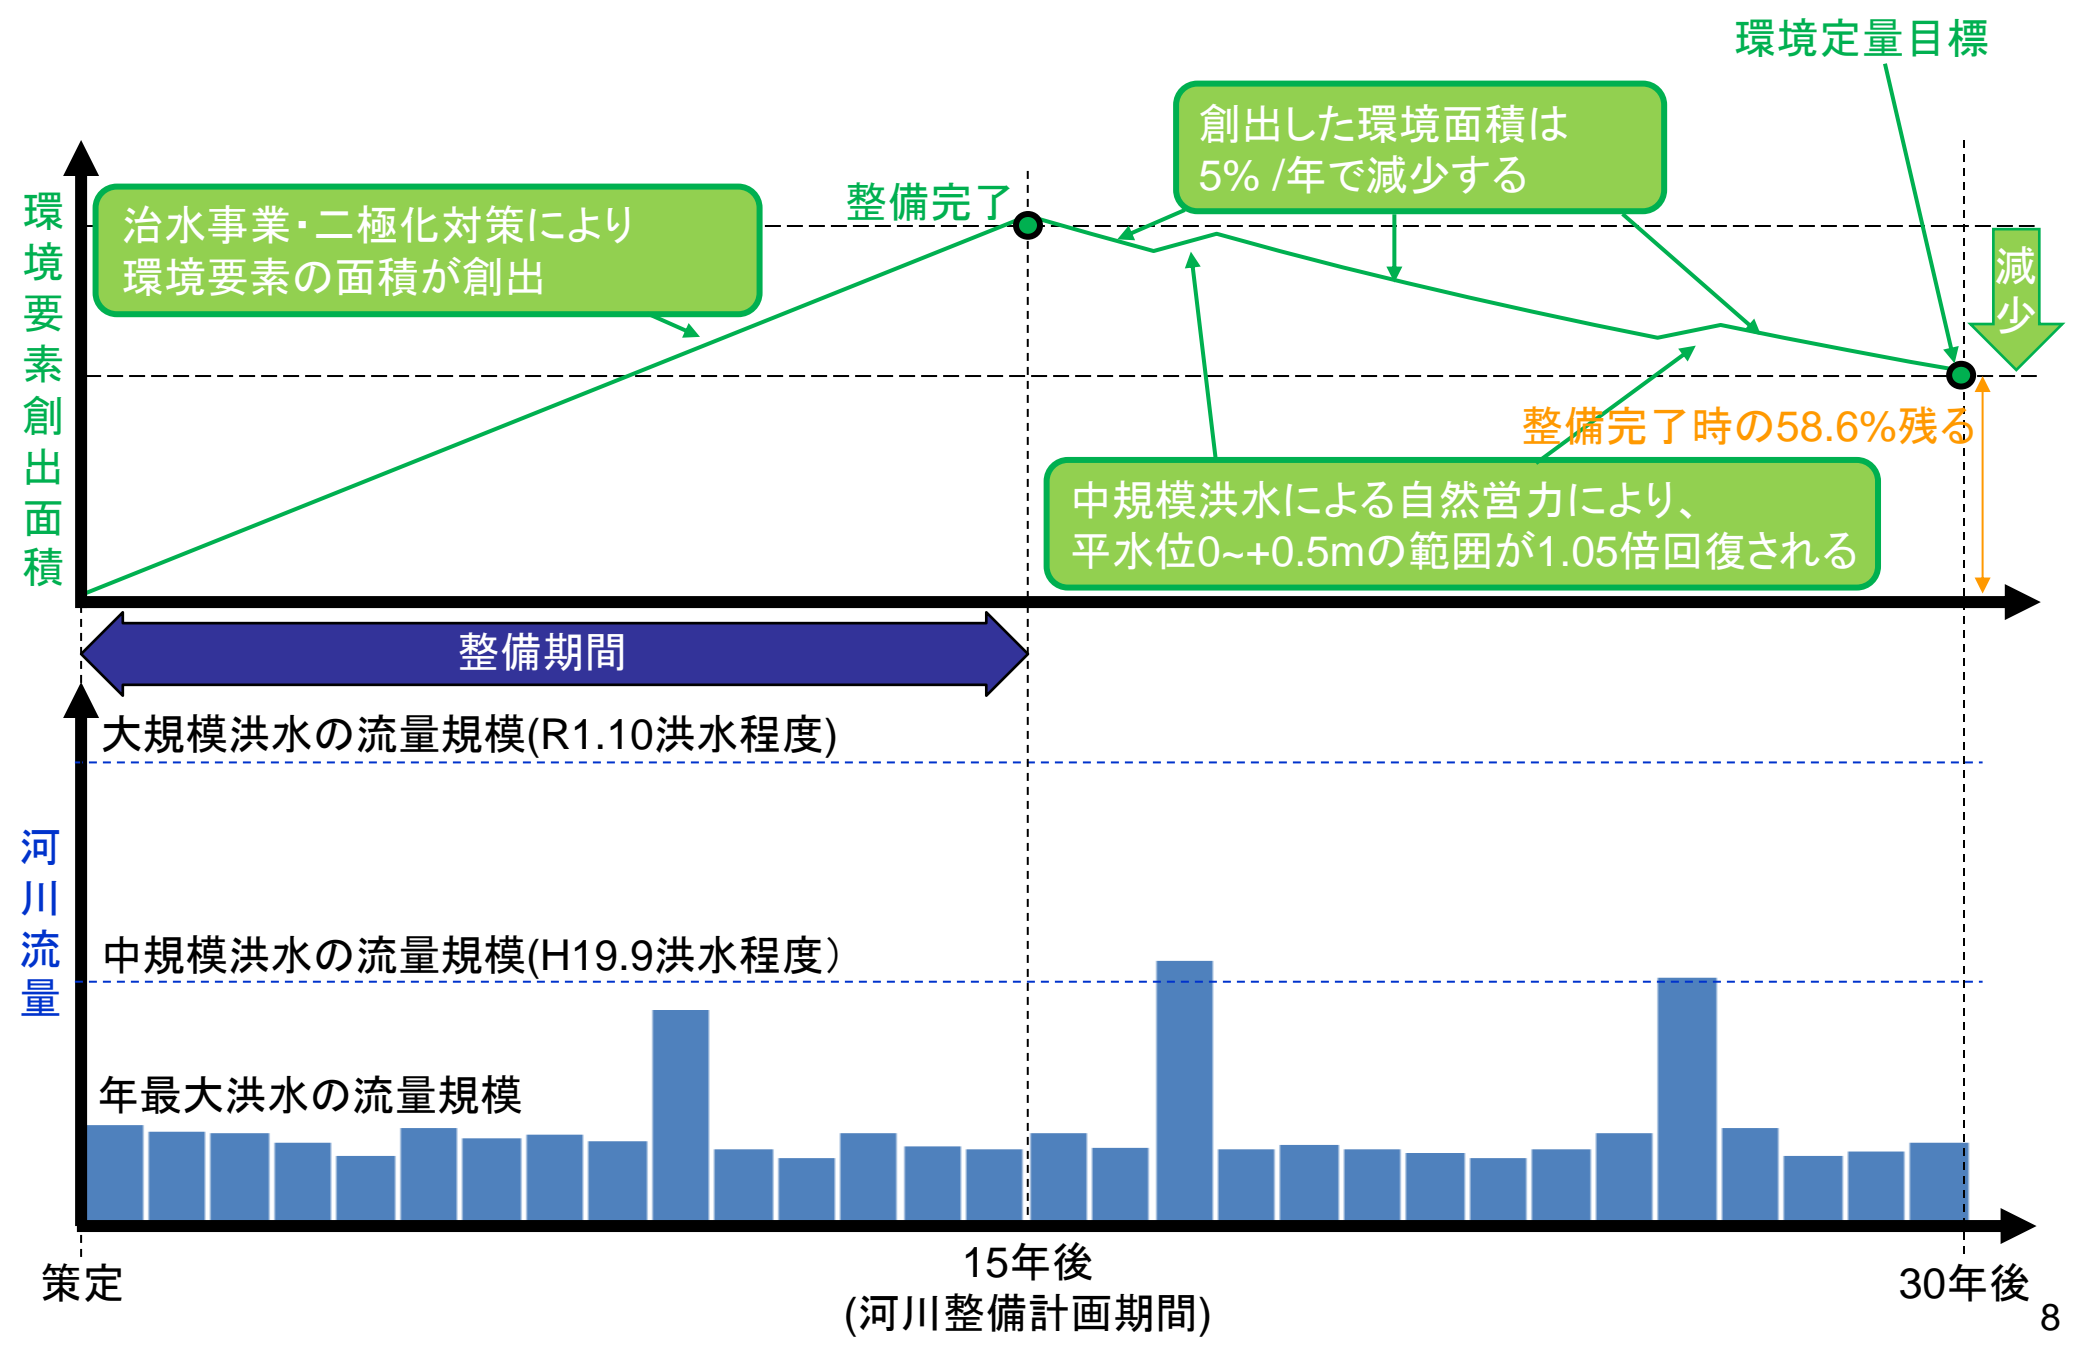 環境定量目標
創出した環境面積は
5% /年で減少する
整備完了
治水事業・二極化対策により
環境要素の面積が創出
環境要素創出面積
減少
整備完了時の58.6%残る
中規模洪水による自然営力により、
平水位0~+0.5mの範囲が1.05倍回復される
整備期間
大規模洪水の流量規模(R1.10洪水程度)
河川流量
中規模洪水の流量規模(H19.9洪水程度）
年最大洪水の流量規模
策定
15年後
(河川整備計画期間)
30年後
8